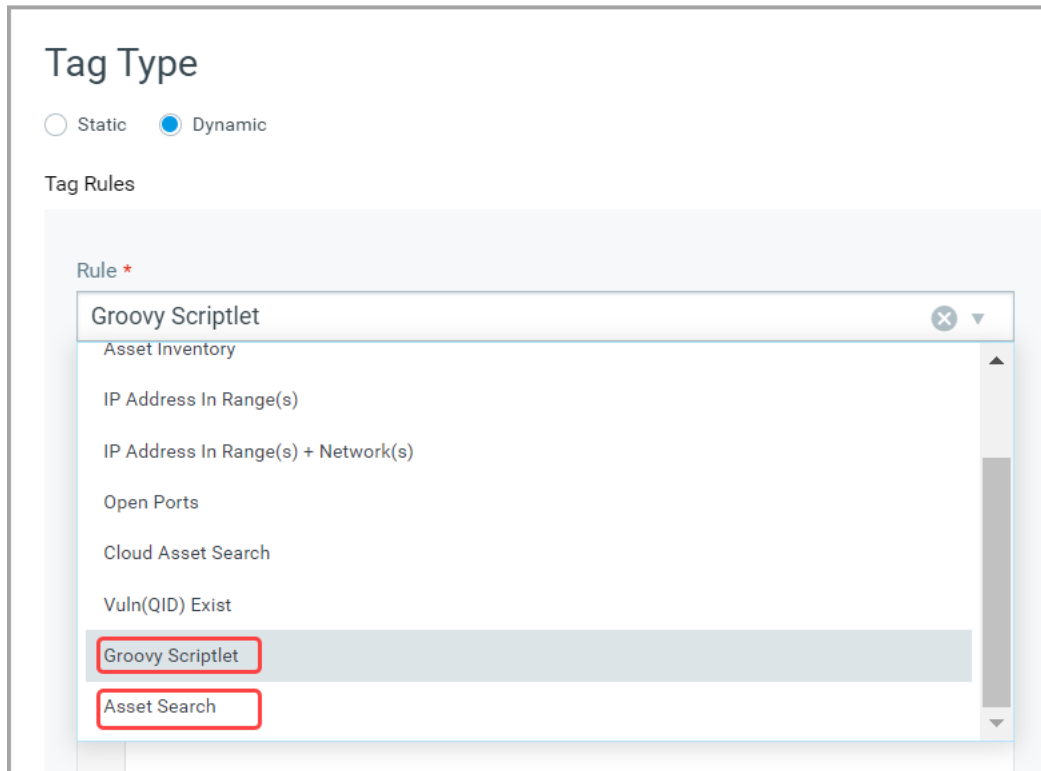 Tag Type
Static Dynamic
Tag Rules
Rule *
Groovy Scriptlet
Asset Inventory
IP Address In Range(s)
IP Address In Range(s) + Network(s)
Open Ports
Cloud Asset Search
Vuln(QID) Exist
Groovy Scriptlet
Asset Search